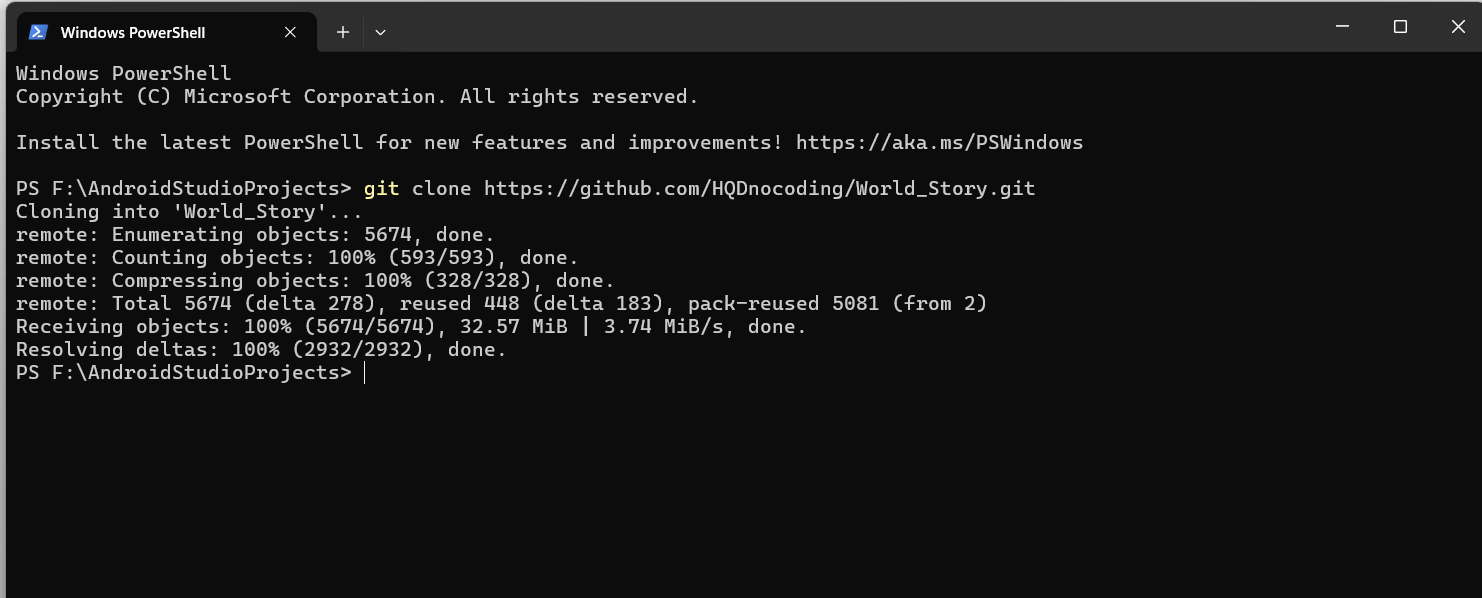 Windows PowerShell
Windows PowerShell
Copyright (C) Microsoft Corporation. All rights reserved.
Install the latest PowerShell for new features and improvements! https://aka.ms/PSWindows
PS F:\AndroidStudioProjects> git clone https://github.com/HQDnocoding/World_Story.git
Cloning into 'World_Story'...
remote: Enumerating objects: 5674, done.
remote: Counting objects: 100% (593/593), done.
remote: Compressing objects: 100% (328/328), done.
remote: Total 5674 (delta 278), reused 448 (delta 183), pack-reused 5081 (from 2)
Receiving objects: 100% (5674/5674), 32.57 MiB | 3.74 MiB/s, done.
Resolving deltas: 100% (2932/2932), done.
PS F:\AndroidStudioProjects>